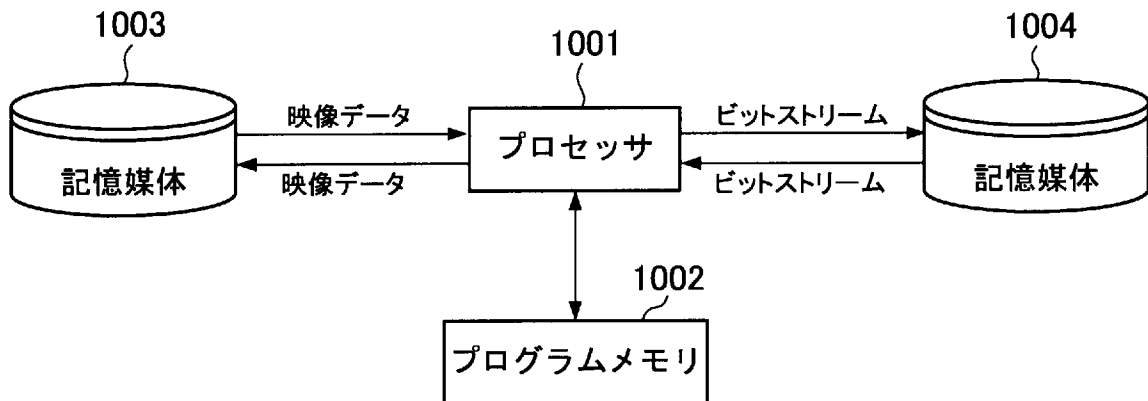 1003
1001
1004
映像データ
ビットストリーム
プロセッサ
記憶媒体
記憶媒体
映像データ
ビットストリーム
1002
プログラムメモリ